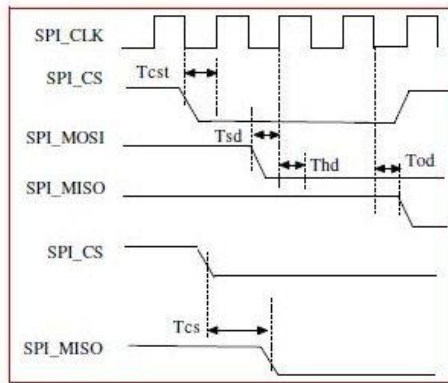 SPI_CLK
SPI_CS
Tcst
SPI_MOSI
Tsd
Thd
Tod
SPI_MISO
SPI_CS
Tcs
SPI_MISO